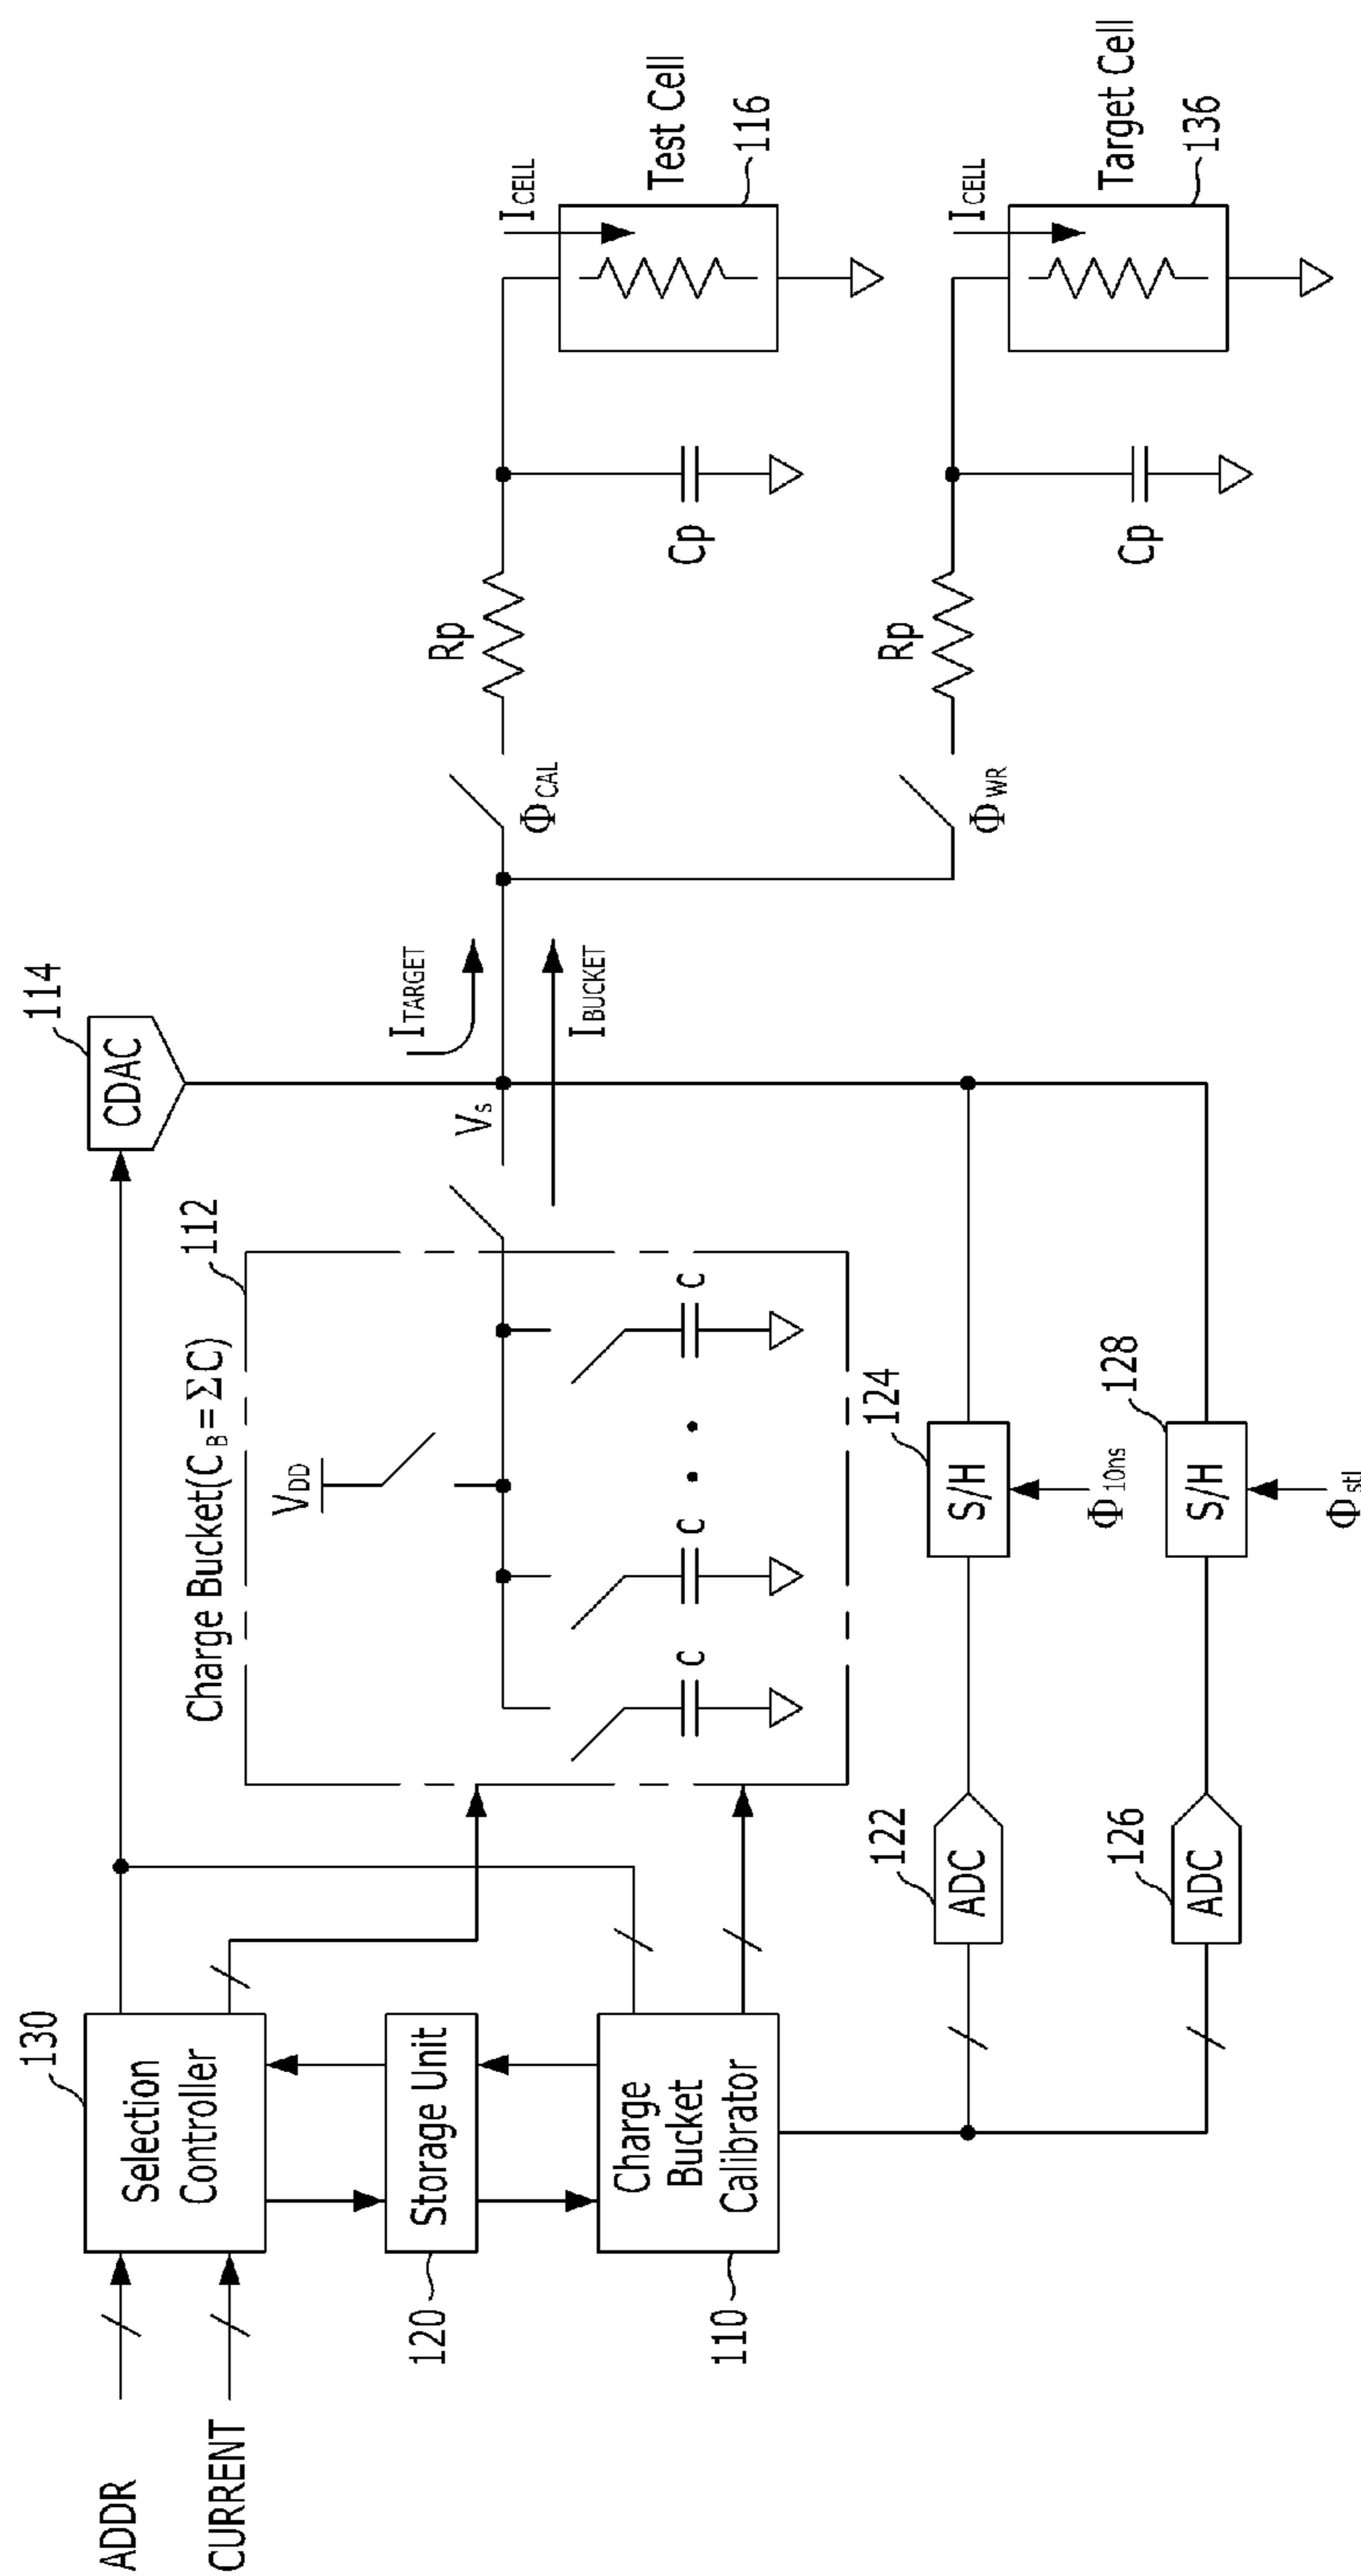 ADDR
CURRENT
130
Selection
Controller
120
Storage Unit
110
Charge
Bucket
Calibrator
114
CDAC
112
Charge Bucket(CB = ΣC)
VDD
C
C
C
Vs
ITARGET
IBUCKET
122
ADC
124
S/H
Φ10ns
126
ADC
128
S/H
Φstl
ΦCAL
Rp
Cp
ICELL
Test Cell
116
ΦWR
Rp
Cp
ICELL
Target Cell
136